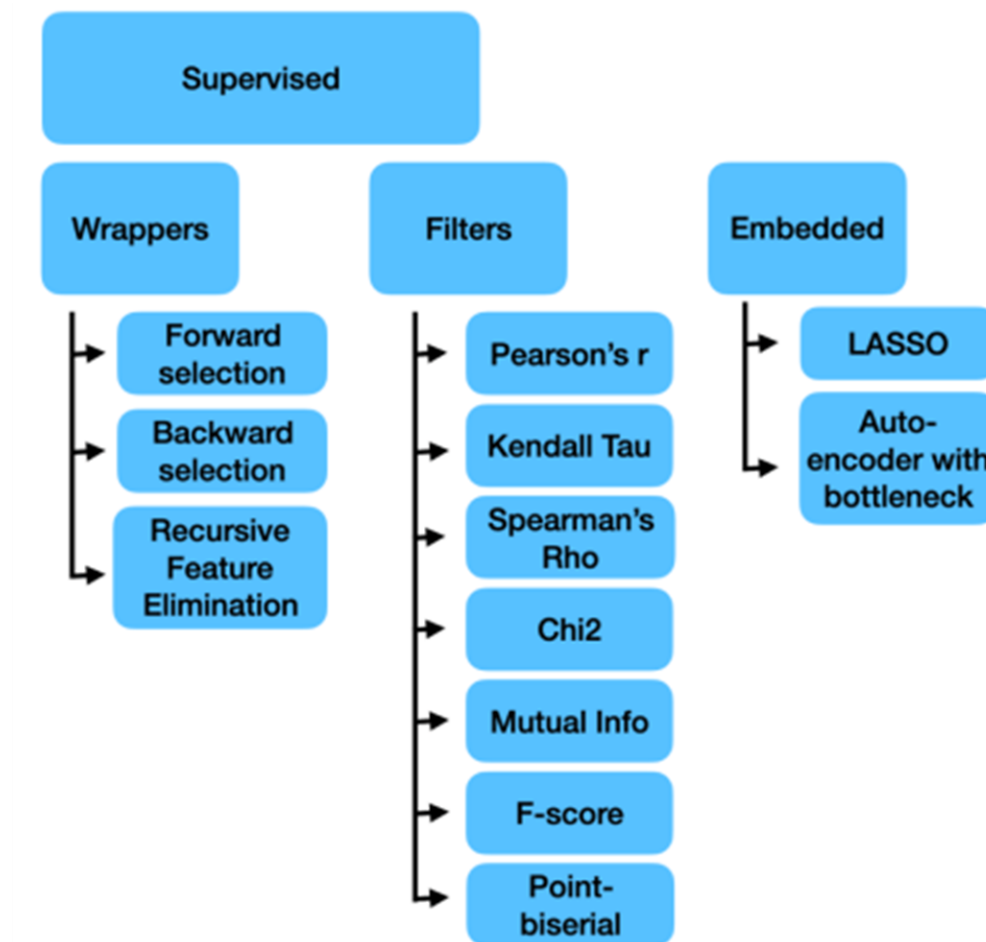 Supervised
Wrappers
Filters
Embedded
Forward
selection
Backward
selection
Recursive
Feature
Elimination
Pearson’s r
Kendall Tau
Spearman’s
Rho
Chi2
Mutual Info
F-score
Point-
biserial
LASSO
Auto-
encoder with
bottleneck